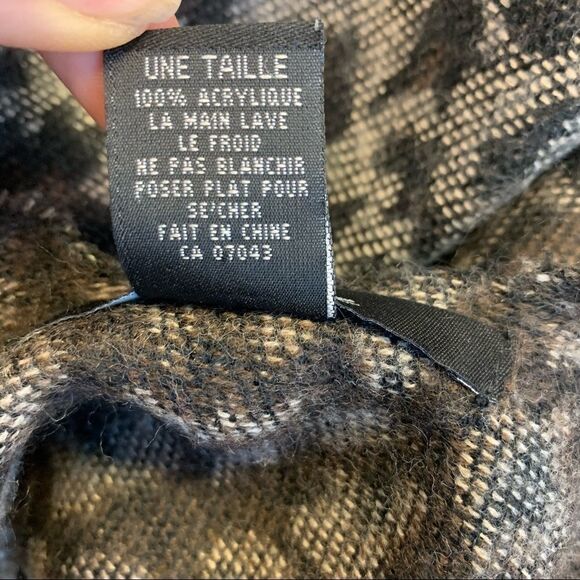 UNE TAILLE
100% ACRYLIQUE
LA MAIN LAVE
LE FROID
NE PAS BLANCHIR
POSER PLAT POUR
SE'CHER
FAIT EN CHINE
CA 07043